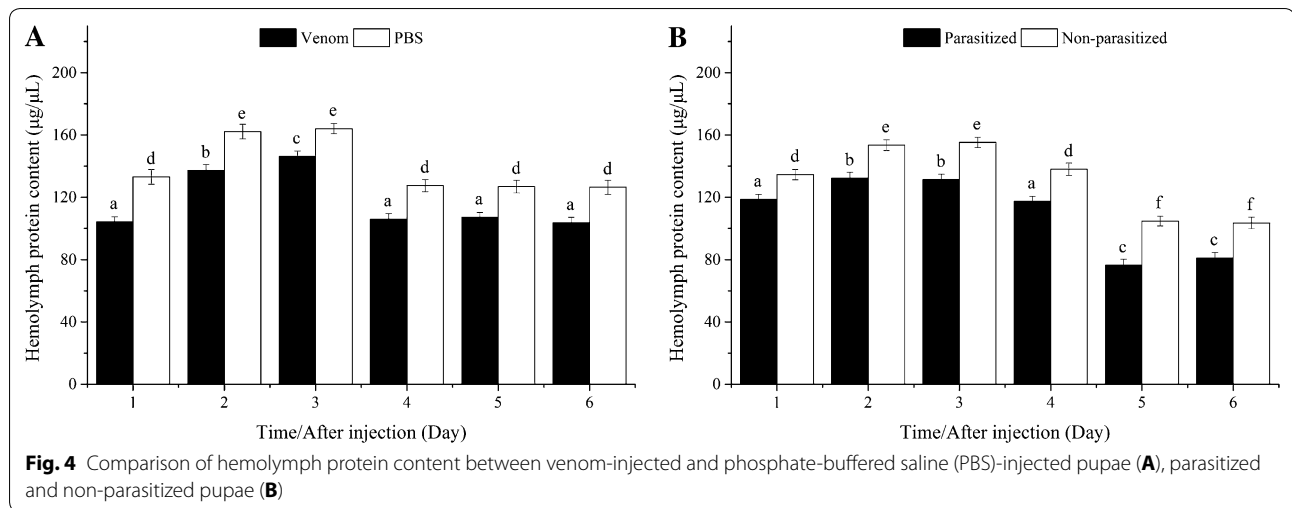 A
Venom PBS
Hemolymph protein content (µg/µL)
200
160
120
80
40
0
a d b e c e a d a d a d
1 2 3 4 5 6
Time/After injection (Day)
B
Parasitized Non-parasitized
Hemolymph protein content (µg/µL)
200
160
120
80
40
0
a d b e b e a d c f c f
1 2 3 4 5 6
Time/After injection (Day)
Fig. 4 Comparison of hemolymph protein content between venom-injected and phosphate-buffered saline (PBS)-injected pupae (A), parasitized
and non-parasitized pupae (B)